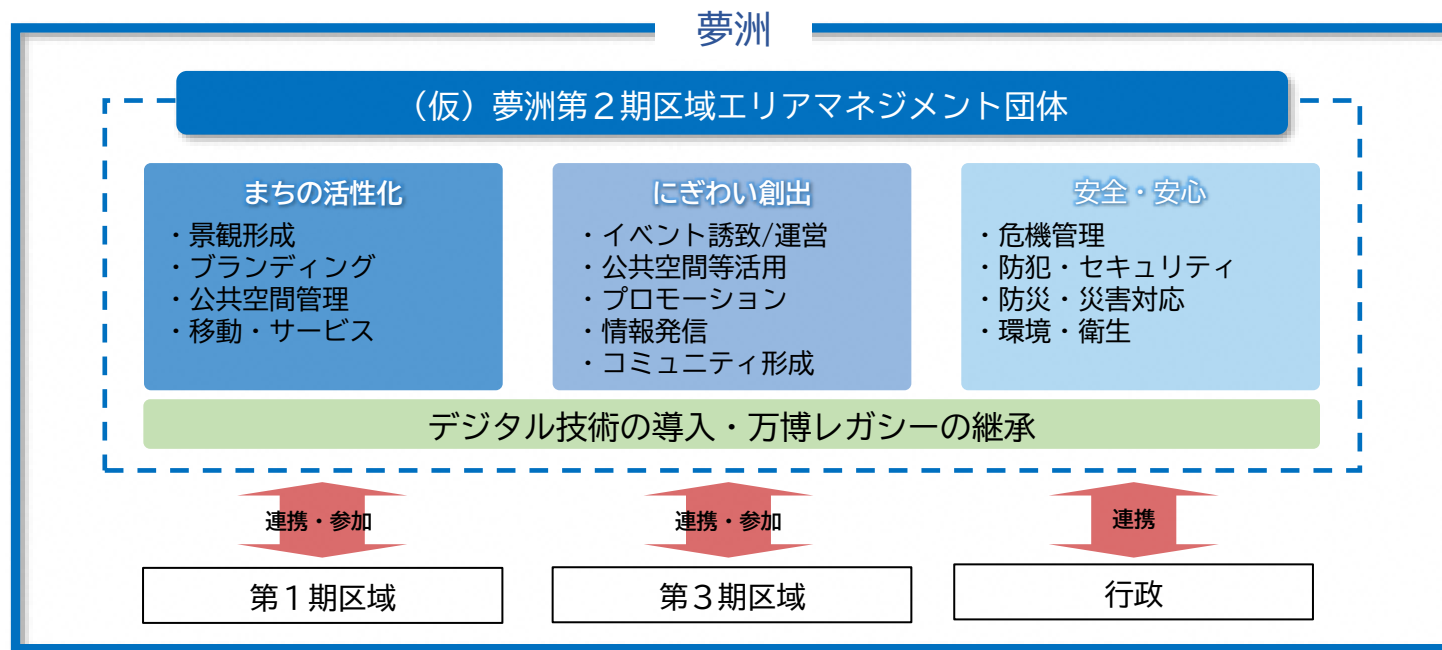 夢洲
（仮）夢洲第２期区域エリアマネジメント団体
まちの活性化
・景観形成
・ブランディング
・公共空間管理
・移動・サービス
にぎわい創出
・イベント誘致/運営
・公共空間等活用
・プロモーション
・情報発信
・コミュニティ形成
安全・安心
・危機管理
・防犯・セキュリティ
・防災・災害対応
・環境・衛生
デジタル技術の導入・万博レガシーの継承
連携・参加
連携・参加
連携
第１期区域
第３期区域
行政